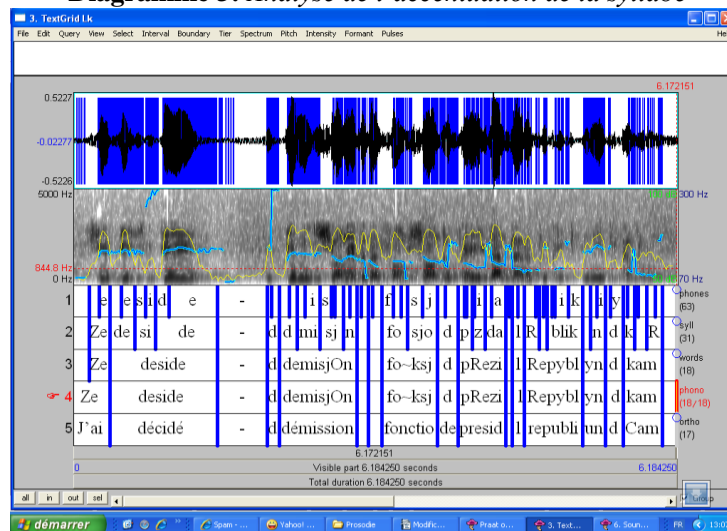 Diagramme 3: Analyse de l'accentuation de la syllabe
3. TextGrid Lk
File Edit Query View Select Interval Boundary Tier Spectrum Pitch Intensity Formant Pulses He
6.172151
0.5227
-0.02277
-0.5226
5000 Hz 300 Hz
844.8 Hz
0 Hz 70 Hz
1 e e s i d e - i s f s j i a i k i y phones (63)
2 Ze de si de - d d mi sj n fo sjo d p z da l R blik n d k R syll (31)
3 Ze deside - d demisjOn fo~ksj d pRezi l Repybl yn d kam words (18)
4 Ze deside - d demisjOn fo~ksj d pRezi l Repybl yn d kam phono (18/18)
5 J'ai décidé - d démission fonctio de presid l republi un d Cam ortho (17)
6.172151
0 Visible part 6.184250 seconds 6.184250
Total duration 6.184250 seconds
all in out sel Group
démarrer Spam - ... Yahoo! ... Prosodie Modific... Praat o... 3. Text... 6. Soun... FR 13:07